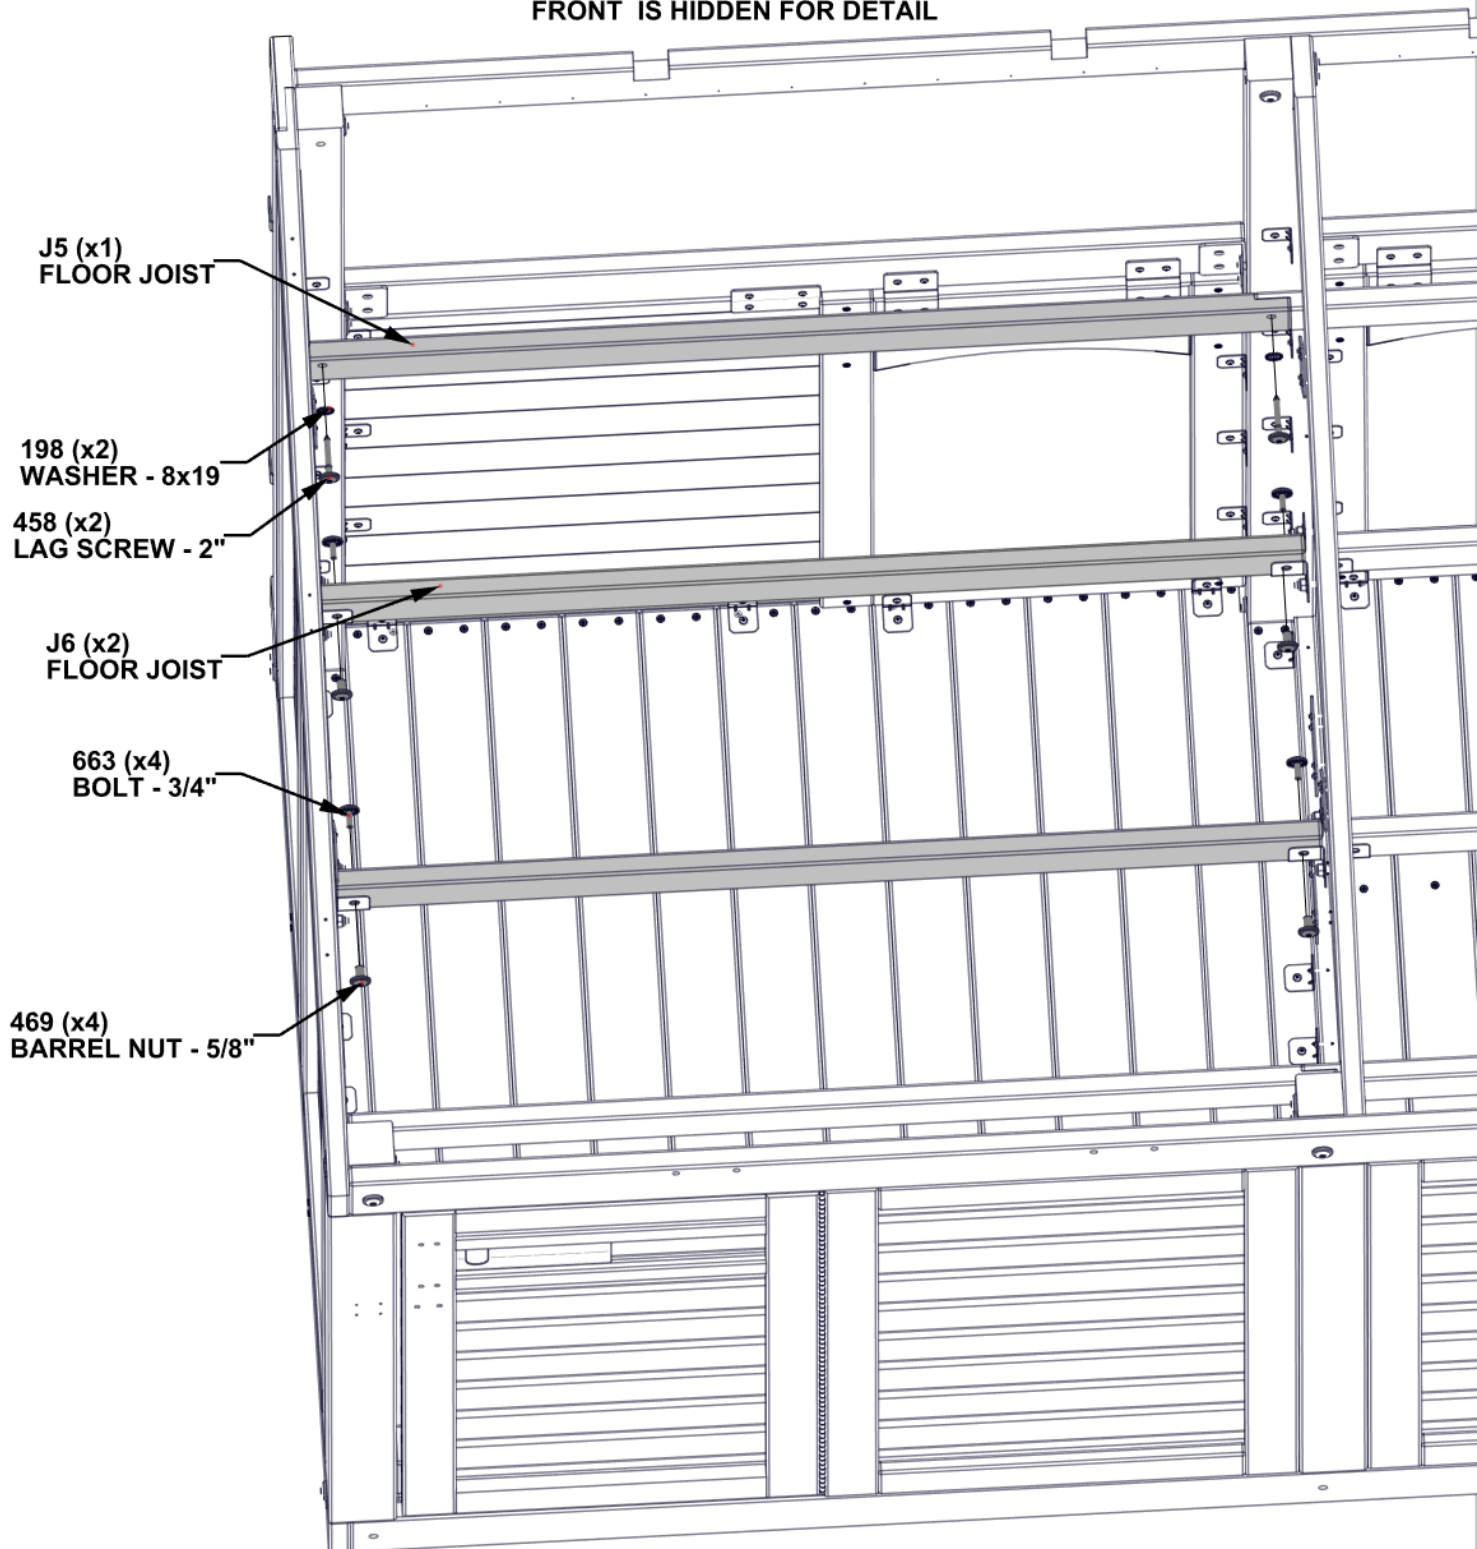 FRONT IS HIDDEN FOR DETAIL
J5 (x1)
FLOOR JOIST
198 (x2)
WASHER - 8x19
458 (x2)
LAG SCREW - 2"
J6 (x2)
FLOOR JOIST
663 (x4)
BOLT - 3/4"
469 (x4)
BARREL NUT - 5/8"